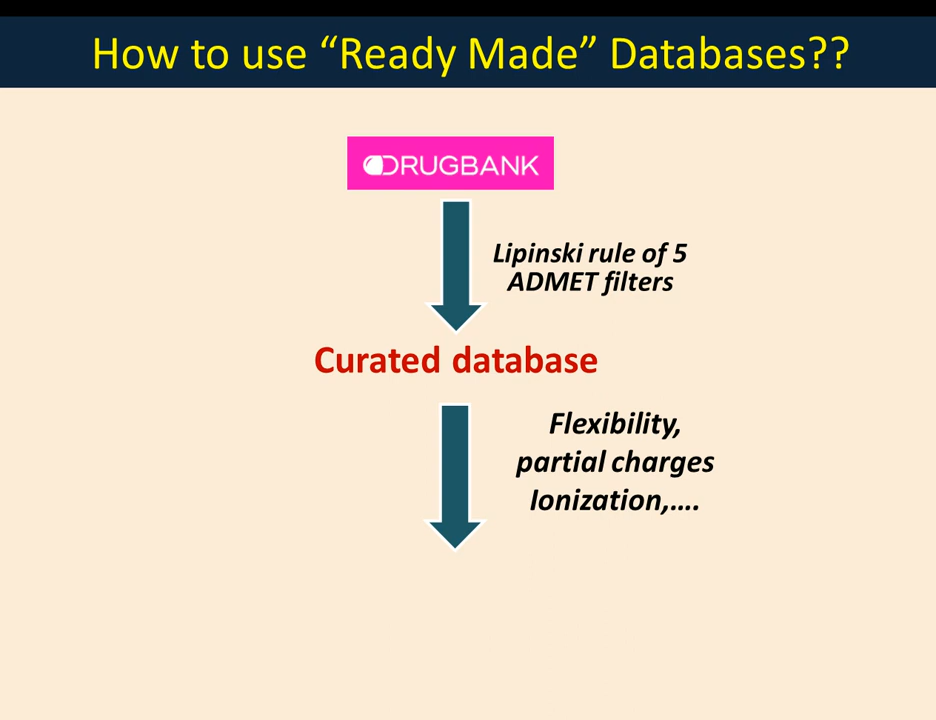 How to use “Ready Made” Databases??
DRUGBANK
Lipinski rule of 5
ADMET filters
Curated database
Flexibility,
partial charges
Ionization,....